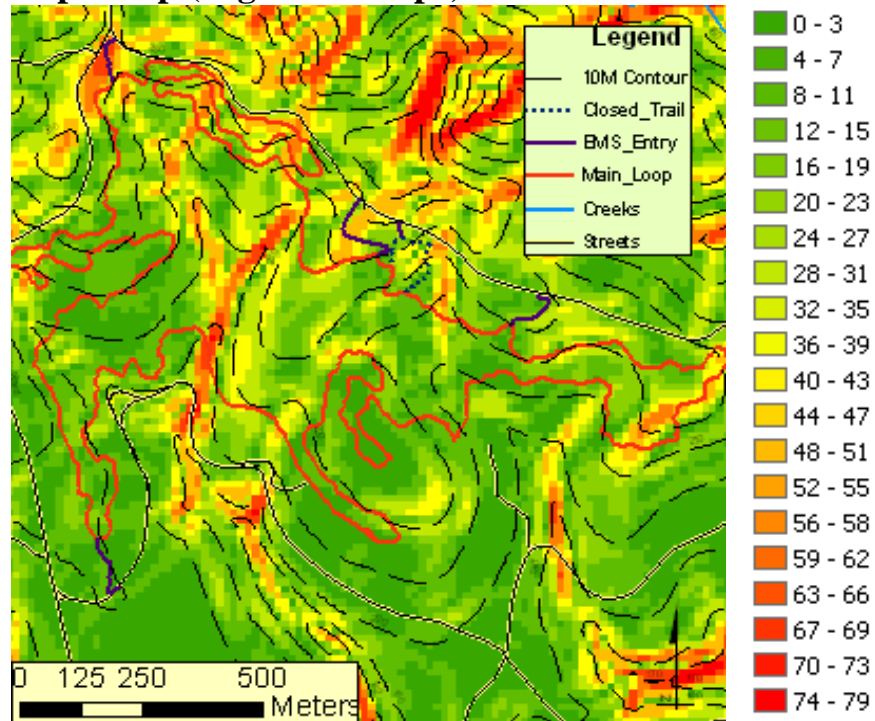 Legend
10M Contour
Closed_Trail
BMS_Entry
Main_Loop
Creeks
Streets
0 - 3
4 - 7
8 - 11
12 - 15
16 - 19
20 - 23
24 - 27
28 - 31
32 - 35
36 - 39
40 - 43
44 - 47
48 - 51
52 - 55
56 - 58
59 - 62
63 - 66
67 - 69
70 - 73
74 - 79
0 125 250 500
Meters
N